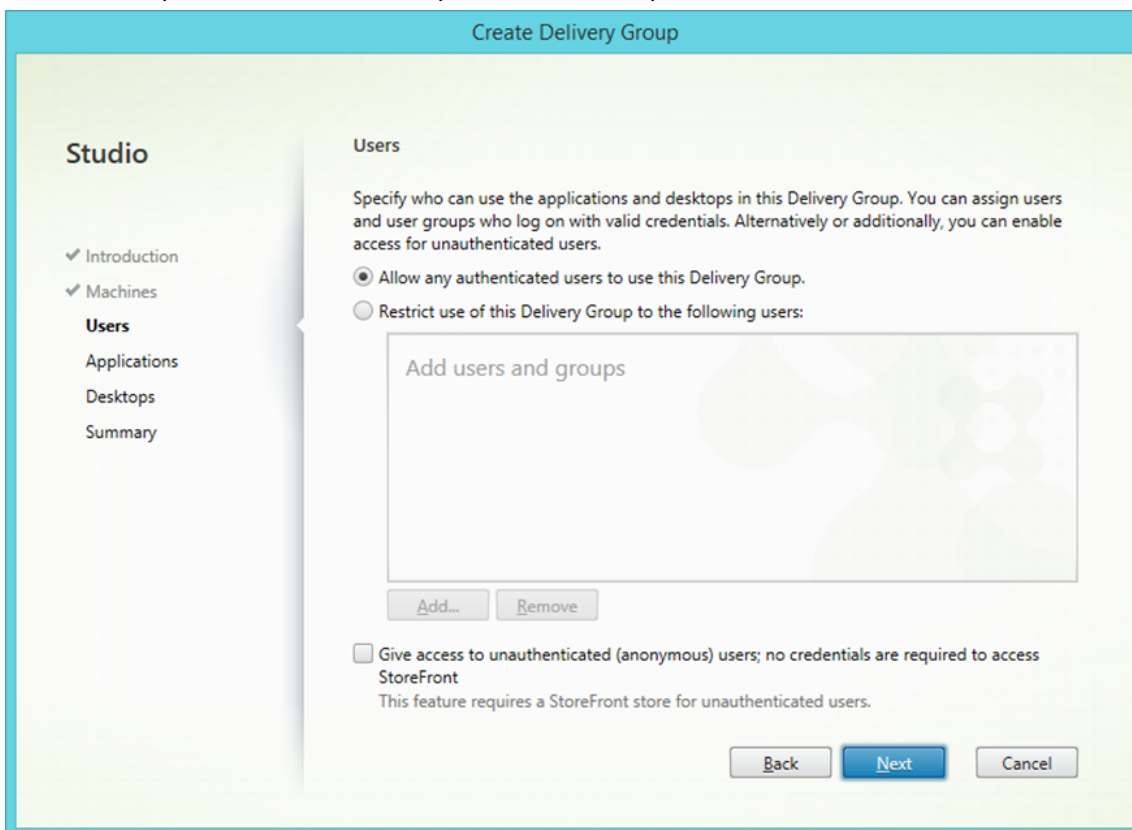 Create Delivery Group
Studio
Introduction
Machines
Users
Applications
Desktops
Summary
Users
Specify who can use the applications and desktops in this Delivery Group. You can assign users
and user groups who log on with valid credentials. Alternatively or additionally, you can enable
access for unauthenticated users.
Allow any authenticated users to use this Delivery Group.
Restrict use of this Delivery Group to the following users:
Add users and groups
Add...
Remove
Give access to unauthenticated (anonymous) users; no credentials are required to access
StoreFront
This feature requires a StoreFront store for unauthenticated users.
Back
Next
Cancel